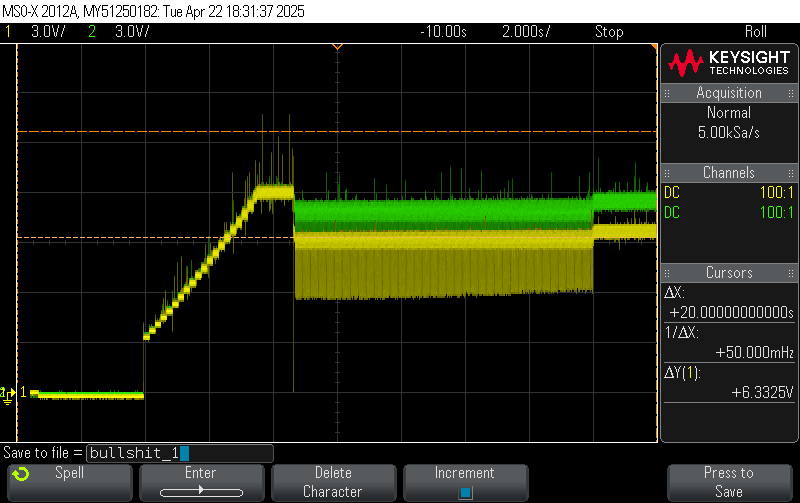 MSO-X 2012A, MY51250182: Tue Apr 22 18:31:37 2025
1 3.0V/ 2 3.0V/ -10.00s 2.000s/ Stop Roll
KEYSIGHT
TECHNOLOGIES
Acquisition
Normal
5.00kSa/s
Channels
DC 100:1
DC 100:1
Cursors
ΔX:
+20.00000000000s
1/ΔX:
+50.000mHz
ΔY(1):
+6.3325V
1
Save to file = bullshit_1
Spell
Enter
Delete
Character
Increment
Press to
Save